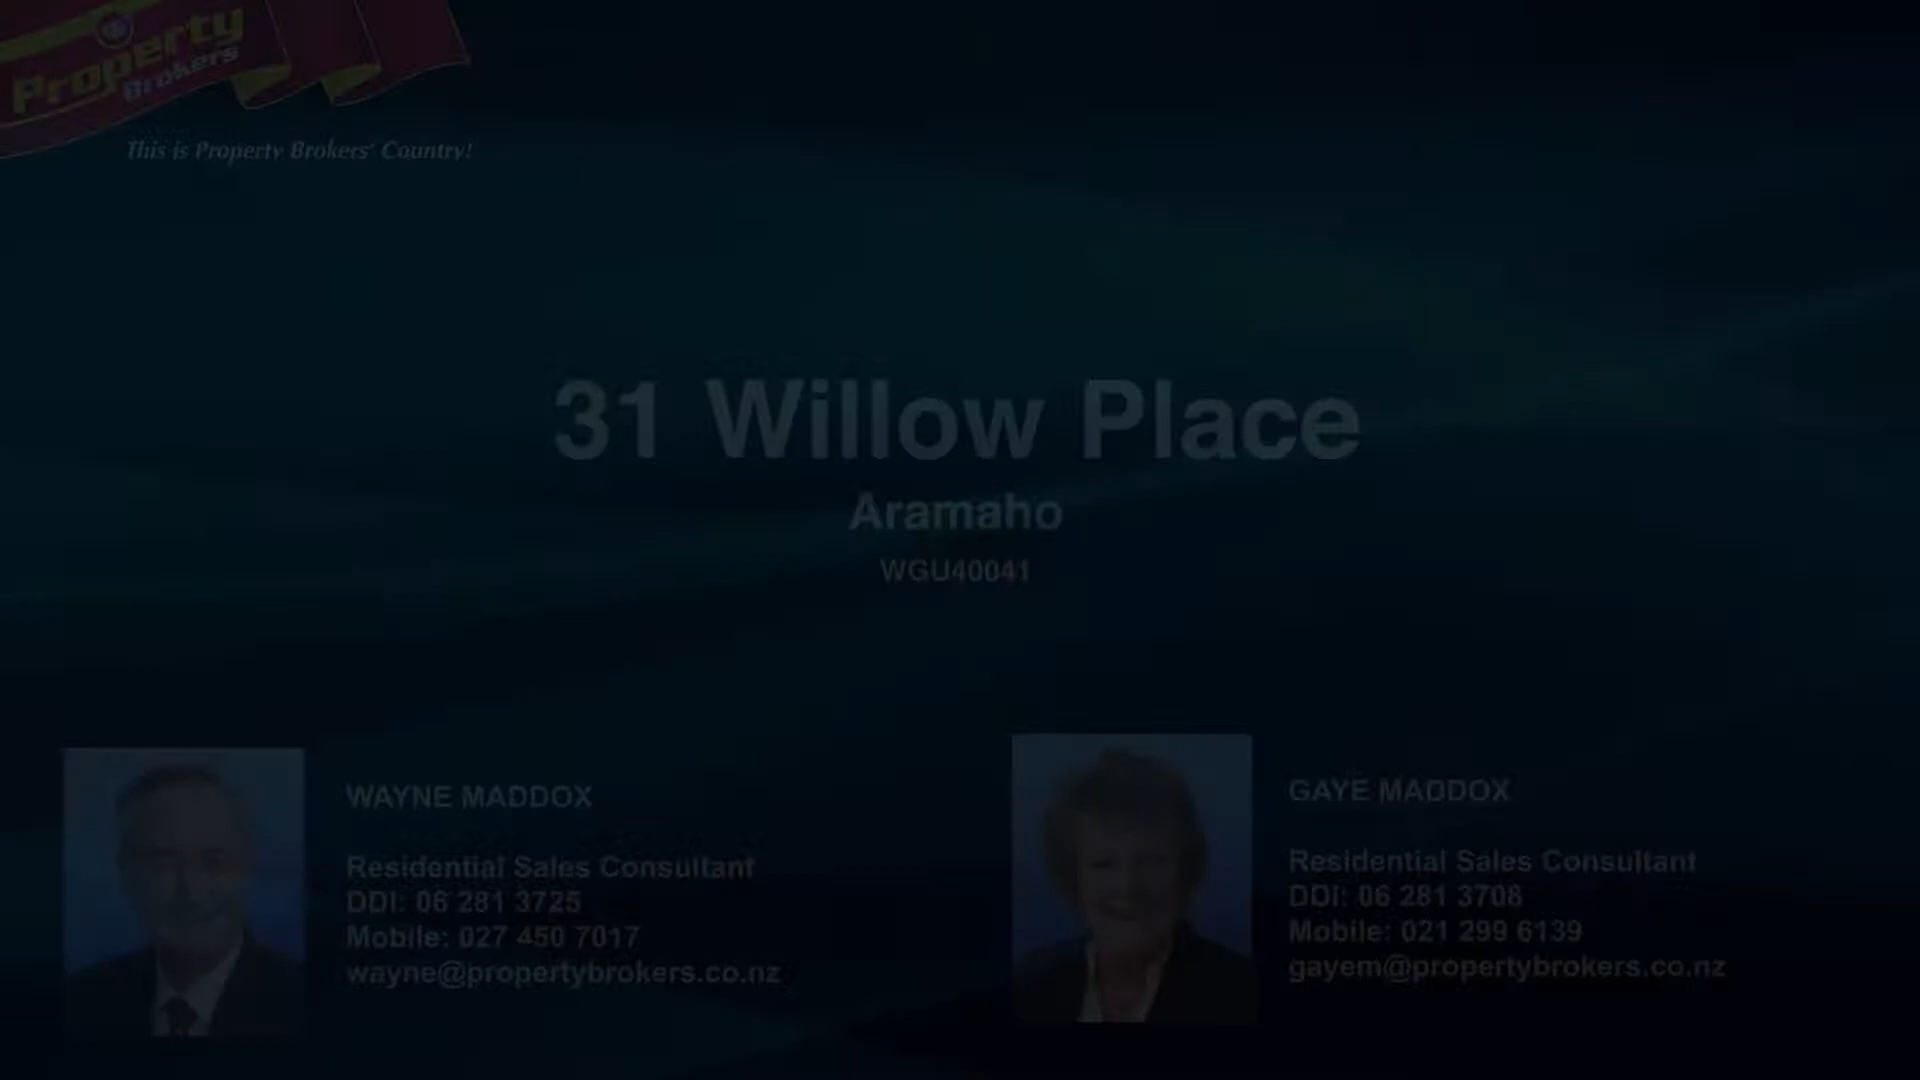 Property
Brokers
This is Property Brokers' Country!
31 Willow Place
Aramaho
WGU40041
WAYNE MADDOX
Residential Sales Consultant
DDI: 06 281 3725
Mobile: 027 450 7017
wayne@propertybrokers.co.nz
GAYE MADDOX
Residential Sales Consultant
DDI: 06 281 3708
Mobile: 021 299 6139
gayem@propertybrokers.co.nz